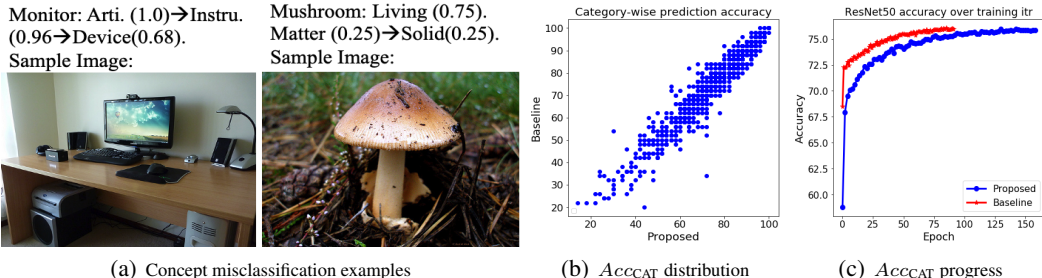 Monitor: Arti. (1.0)→Instru.
(0.96→Device(0.68).
Sample Image:
Mushroom: Living (0.75).
Matter (0.25)→Solid(0.25).
Sample Image:
(a) Concept misclassification examples
Category-wise prediction accuracy
Baseline
100
90
80
70
60
50
40
30
20
20 40 60 80 100
Proposed
(b) AccCAT distribution
ResNet50 accuracy over training itr
Accuracy
75.0
72.5
70.0
67.5
65.0
62.5
60.0
Proposed
Baseline
0 25 50 75 100 125 150
Epoch
(c) AccCAT progress